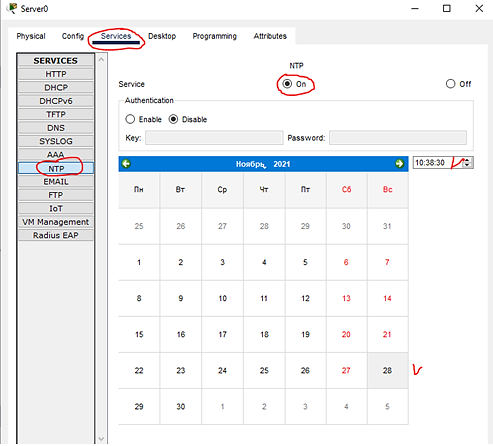 Server0
Physical Config Services Desktop Programming Attributes
SERVICES
HTTP
DHCP
DHCPv6
TFTP
DNS
SYSLOG
AAA
NTP
EMAIL
FTP
IoT
VM Management
Radius EAP
NTP
Service On Off
Authentication
Enable Disable
Key: Password:
Ноябрь, 2021
10:38:30
Пн Вт Ср Чт Пт Сб Вс
25 26 27 28 29 30 31
1 2 3 4 5 6 7
8 9 10 11 12 13 14
15 16 17 18 19 20 21
22 23 24 25 26 27 28
29 30 1 2 3 4 5